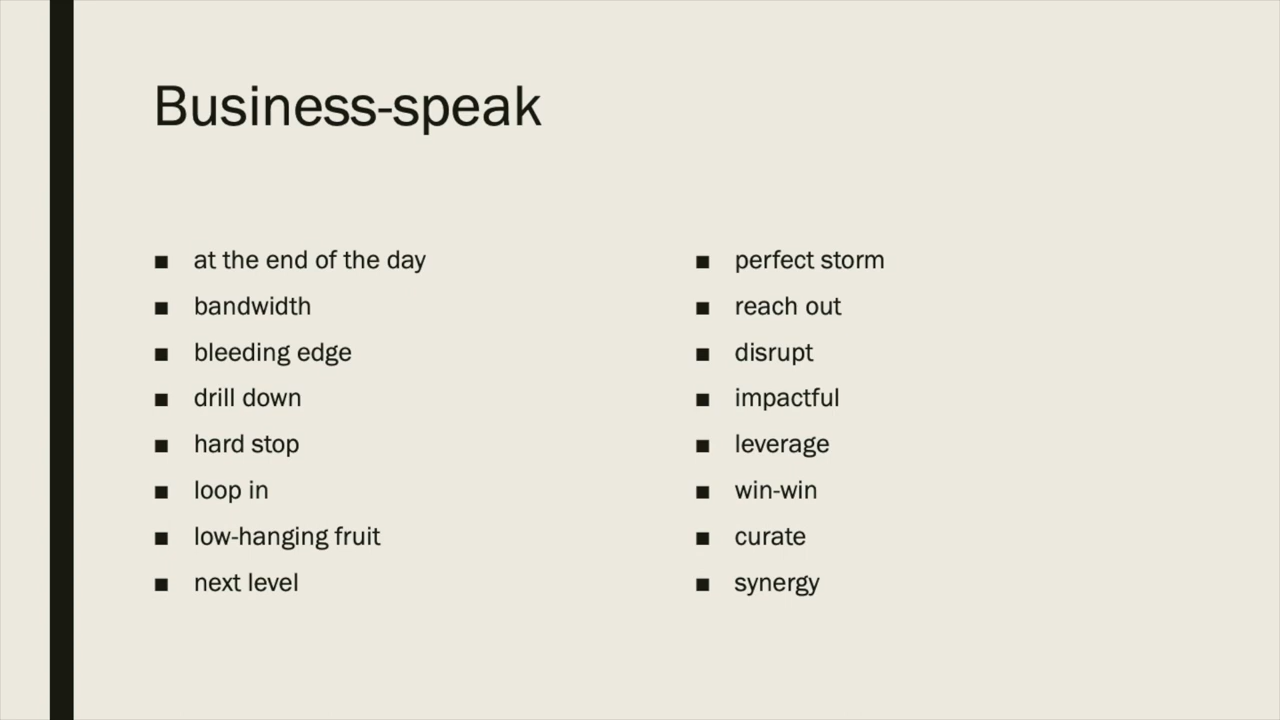 Business-speak
■ at the end of the day
■ bandwidth
■ bleeding edge
■ drill down
■ hard stop
■ loop in
■ low-hanging fruit
■ next level
■ perfect storm
■ reach out
■ disrupt
■ impactful
■ leverage
■ win-win
■ curate
■ synergy